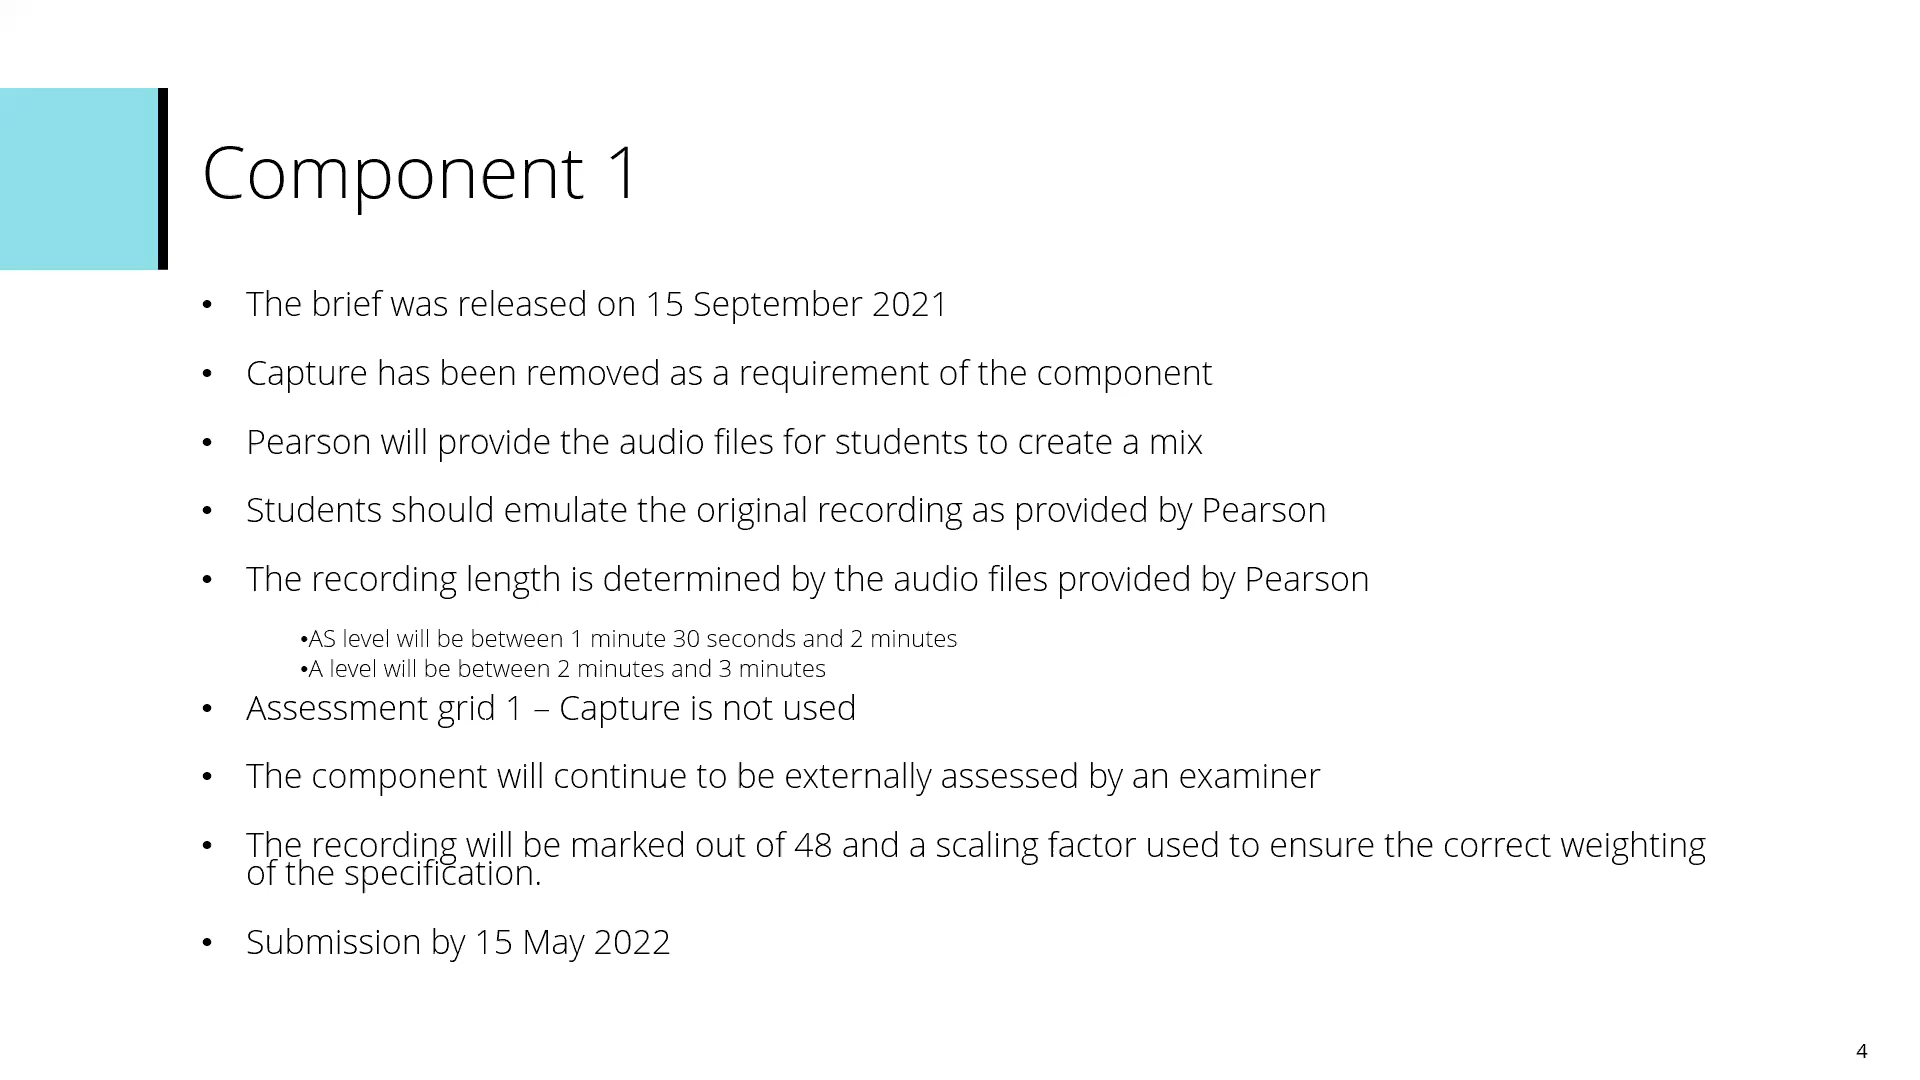 Component 1
• The brief was released on 15 September 2021
• Capture has been removed as a requirement of the component
• Pearson will provide the audio files for students to create a mix
• Students should emulate the original recording as provided by Pearson
• The recording length is determined by the audio files provided by Pearson
•AS level will be between 1 minute 30 seconds and 2 minutes
•A level will be between 2 minutes and 3 minutes
• Assessment grid 1 – Capture is not used
• The component will continue to be externally assessed by an examiner
• The recording will be marked out of 48 and a scaling factor used to ensure the correct weighting
of the specification.
• Submission by 15 May 2022
4